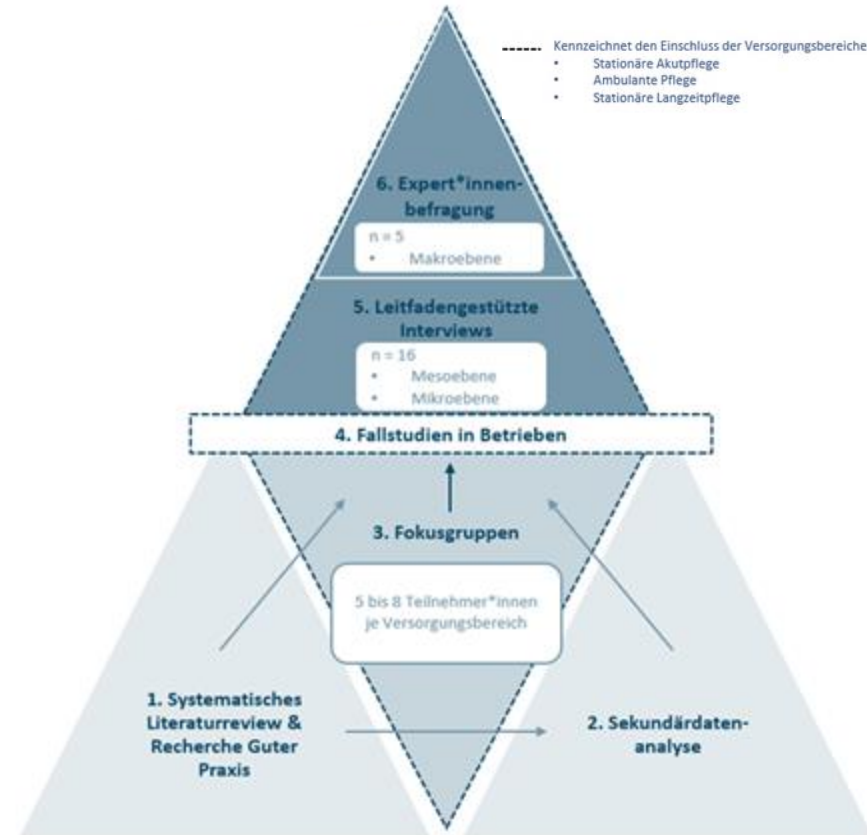 Kennzeichnet den Einschluss der Versorgungsbereiche
• Stationäre Akutpflege
• Ambulante Pflege
• Stationäre Langzeitpflege
6. Expert*innen-
befragung
n = 5
• Makroebene
5. Leitfadengestützte
Interviews
n = 16
• Mesoebene
• Mikroebene
4. Fallstudien in Betrieben
3. Fokusgruppen
5 bis 8 Teilnehmer*innen
je Versorgungsbereich
1. Systematisches
Literaturreview &
Recherche Guter
Praxis
2. Sekundärdaten-
analyse